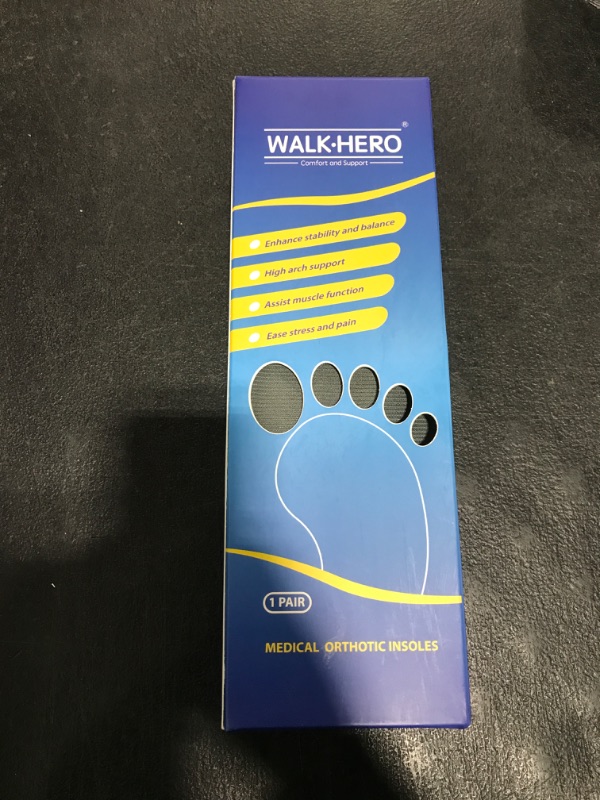 WALK·HERO®
Comfort and Support
Enhance stability and balance
High arch support
Assist muscle function
Ease stress and pain
1 PAIR
MEDICAL ORTHOTIC INSOLES